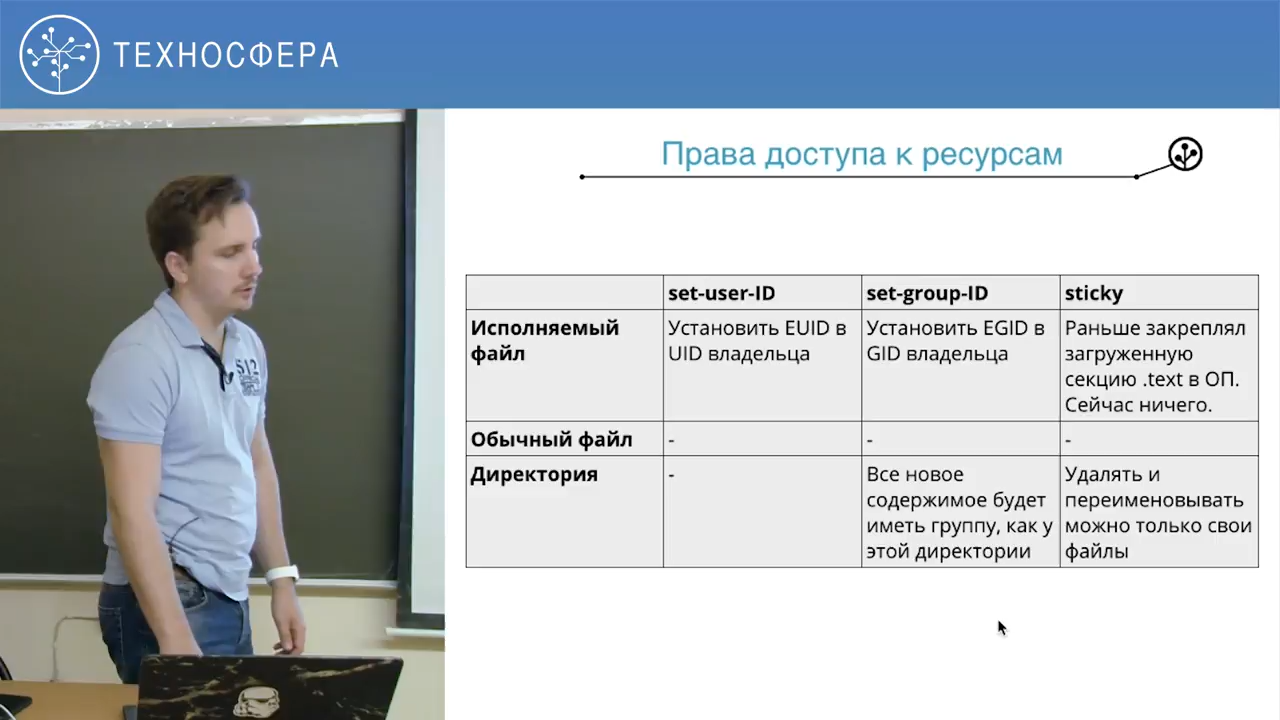 ТЕХНОСФЕРА
Права доступа к ресурсам
set-user-ID
set-group-ID
sticky
Исполняемый
файл
Установить EUID в
UID владельца
Установить EGID в
GID владельца
Раньше закреплял
загруженную
секцию .text в ОП.
Сейчас ничего.
Обычный файл
-
-
-
Директория
-
Все новое
содержимое будет
иметь группу, как у
этой директории
Удалять и
переименовывать
можно только свои
файлы
512